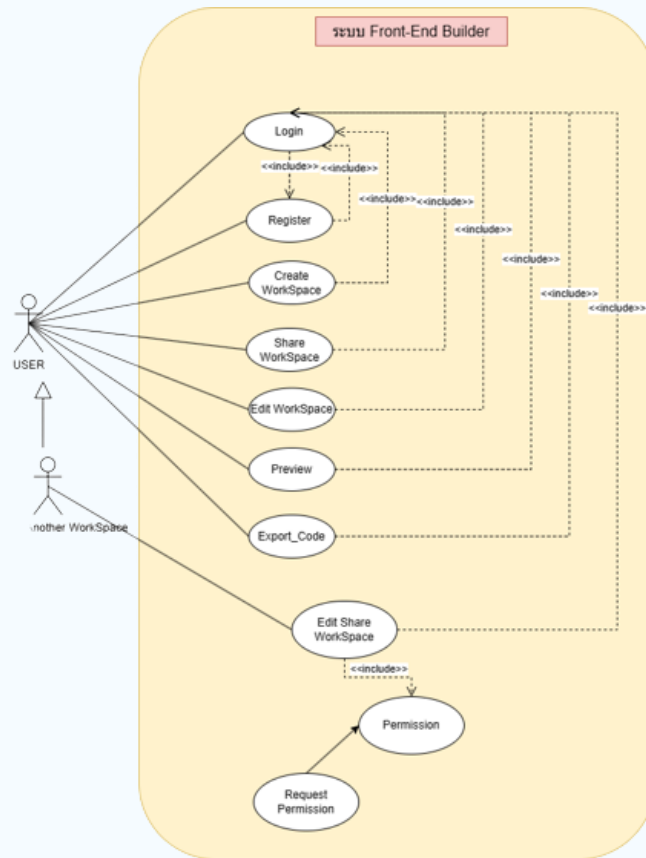 ระบบ Front-End Builder
Login
<<include>>
<<include>>
Register
<<include>>
<<include>>
Create
WorkSpace
<<include>>
<<include>>
<<include>>
<<include>>
Share
WorkSpace
USER
Edit WorkSpace
Preview
nother WorkSpace
Export_Code
Edit Share
WorkSpace
<<include>>
Permission
Request
Permission